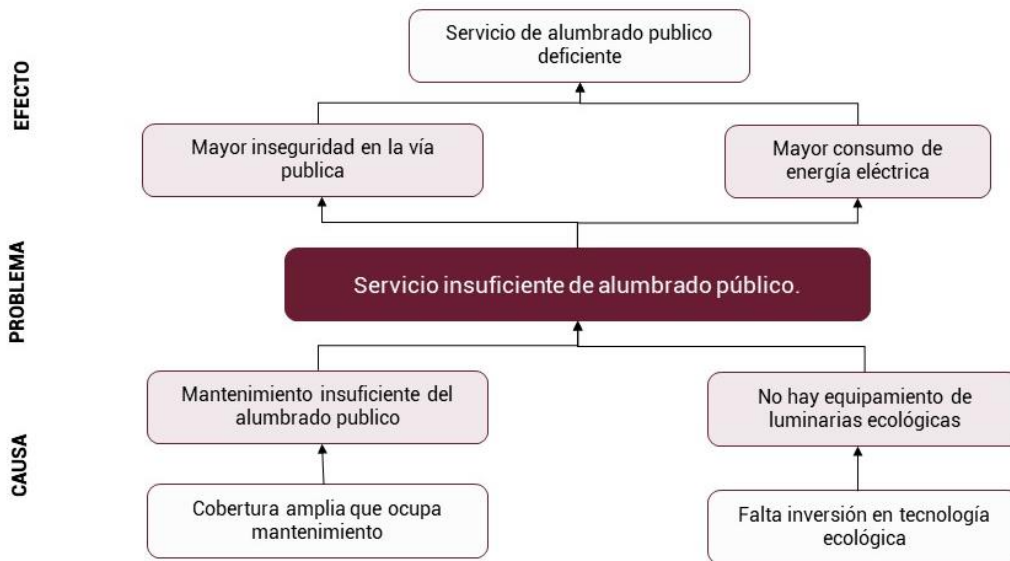 EFECTO
Servicio de alumbrado publico
deficiente
Mayor inseguridad en la vía
publica
Mayor consumo de
energía eléctrica
PROBLEMA
Servicio insuficiente de alumbrado público.
CAUSA
Mantenimiento insuficiente del
alumbrado publico
No hay equipamiento de
luminarias ecológicas
Cobertura amplia que ocupa
mantenimiento
Falta inversión en tecnología
ecológica